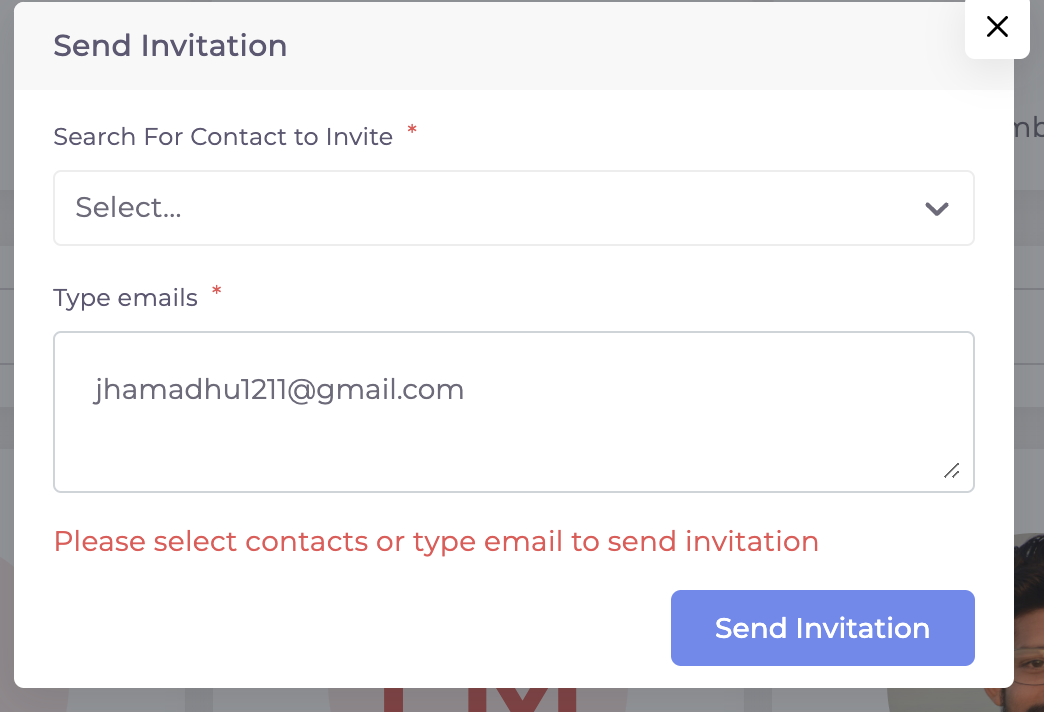 Send Invitation
Search For Contact to Invite *
Select...
Type emails *
jhamadhu1211@gmail.com
Please select contacts or type email to send invitation
Send Invitation